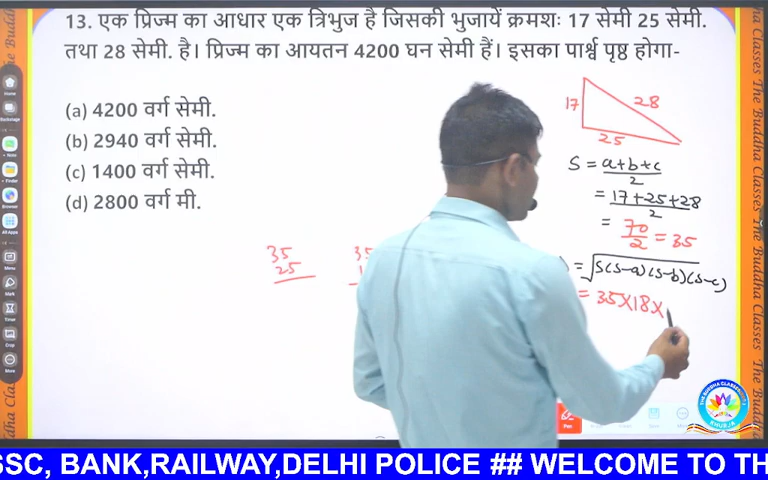 13. एक प्रिज्म का आधार एक त्रिभुज है जिसकी भुजायें क्रमशः 17 सेमी 25 सेमी.
तथा 28 सेमी. है। प्रिज्म का आयतन 4200 घन सेमी हैं। इसका पार्श्व पृष्ठ होगा-
(a) 4200 वर्ग सेमी.
(b) 2940 वर्ग सेमी.
(c) 1400 वर्ग सेमी.
(d) 2800 वर्ग मी.
17
28
25
S = a+b+c/2
= 17+25+28/2
= 70/2 = 35
= √s(s-a)(s-b)(s-c)
= 35×18×
35
25
35
THE BUDDHA CLASSES
KHURJA
SSC, BANK,RAILWAY,DELHI POLICE ## WELCOME TO TH